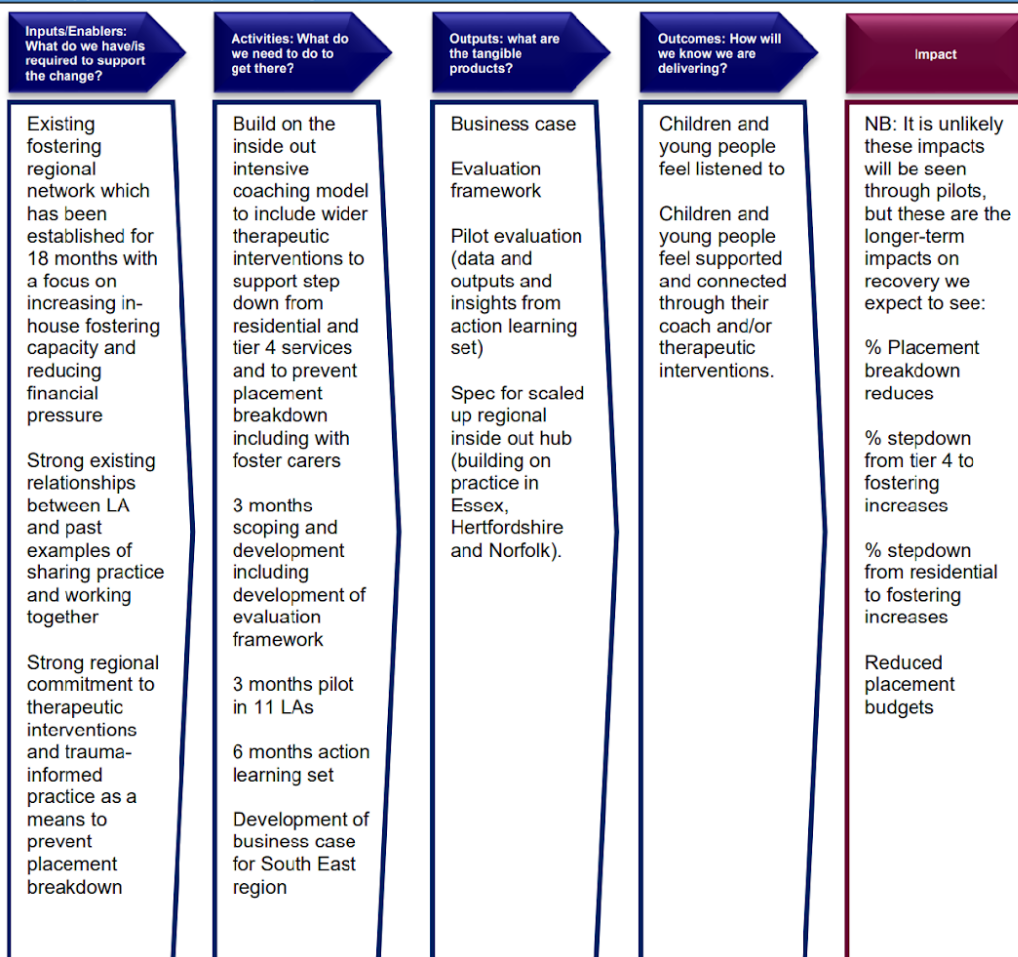 Inputs/Enablers:
What do we have/is
required to support
the change?
Existing
fostering
regional
network which
has been
established for
18 months with
a focus on
increasing in-
house fostering
capacity and
reducing
financial
pressure
Strong existing
relationships
between LA
and past
examples of
sharing practice
and working
together
Strong regional
commitment to
therapeutic
interventions
and trauma-
informed
practice as a
means to
prevent
placement
breakdown
Activities: What do
we need to do to
get there?
Build on the
inside out
intensive
coaching model
to include wider
therapeutic
interventions to
support step
down from
residential and
tier 4 services
and to prevent
placement
breakdown
including with
foster carers
3 months
scoping and
development
including
development of
evaluation
framework
3 months pilot
in 11 LAs
6 months action
learning set
Development of
business case
for South East
region
Outputs: what are
the tangible
products?
Business case
Evaluation
framework
Pilot evaluation
(data and
outputs and
insights from
action learning
set)
Spec for scaled
up regional
inside out hub
(building on
practice in
Essex,
Hertfordshire
and Norfolk).
Outcomes: How will
we know we are
delivering?
Children and
young people
feel listened to
Children and
young people
feel supported
and connected
through their
coach and/or
therapeutic
interventions.
Impact
NB: It is unlikely
these impacts
will be seen
through pilots,
but these are the
longer-term
impacts on
recovery we
expect to see:
% Placement
breakdown
reduces
% stepdown
from tier 4 to
fostering
increases
% stepdown
from residential
to fostering
increases
Reduced
placement
budgets